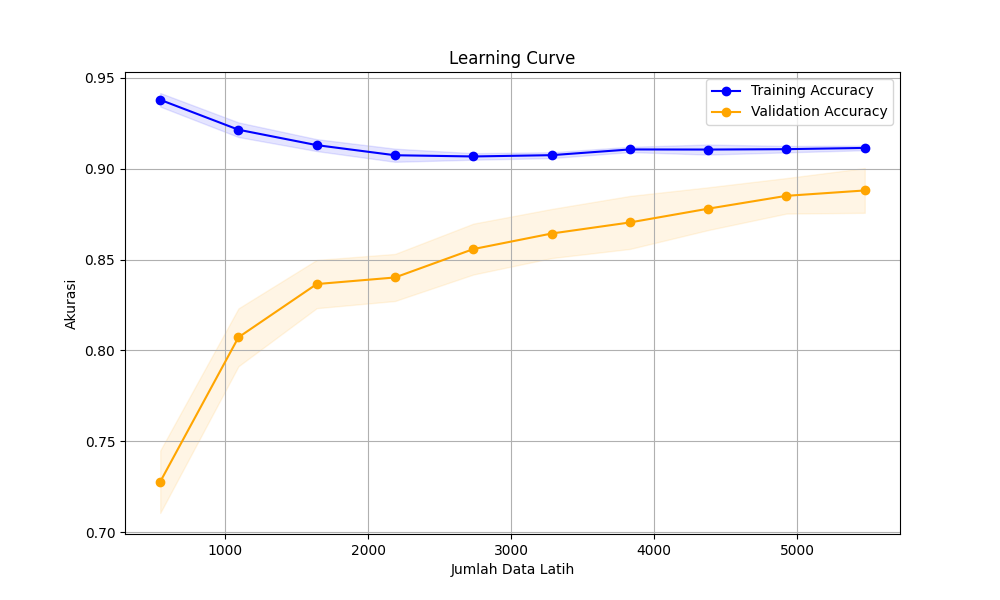 Learning Curve
Training Accuracy
Validation Accuracy
Akurasi
0.95
0.90
0.85
0.80
0.75
0.70
1000 2000 3000 4000 5000
Jumlah Data Latih